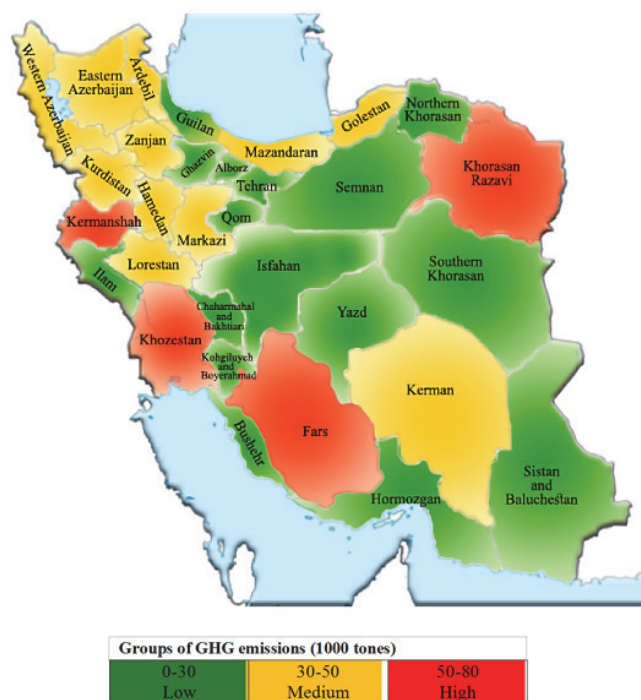 Western Azerbaijan
Eastern
Azerbaijan
Ardebil
Guilan
Zanjan
Ghazvin
Alborz
Mazandaran
Golestan
Northern
Khorasan
Khorasan
Razavi
Kurdistan
Hamedan
Tehran
Semnan
Qom
Kermanshah
Markazi
Lorestan
Ilam
Isfahan
Southern
Khorasan
Chaharmahal
and
Bakhtiari
Yazd
Khozestan
Kohgiluyeh
and
Boyerahmad
Kerman
Fars
Bushehr
Hormozgan
Sistan
and
Baluchestan
Groups of GHG emissions (1000 tones)
0-30 30-50 50-80
Low Medium High